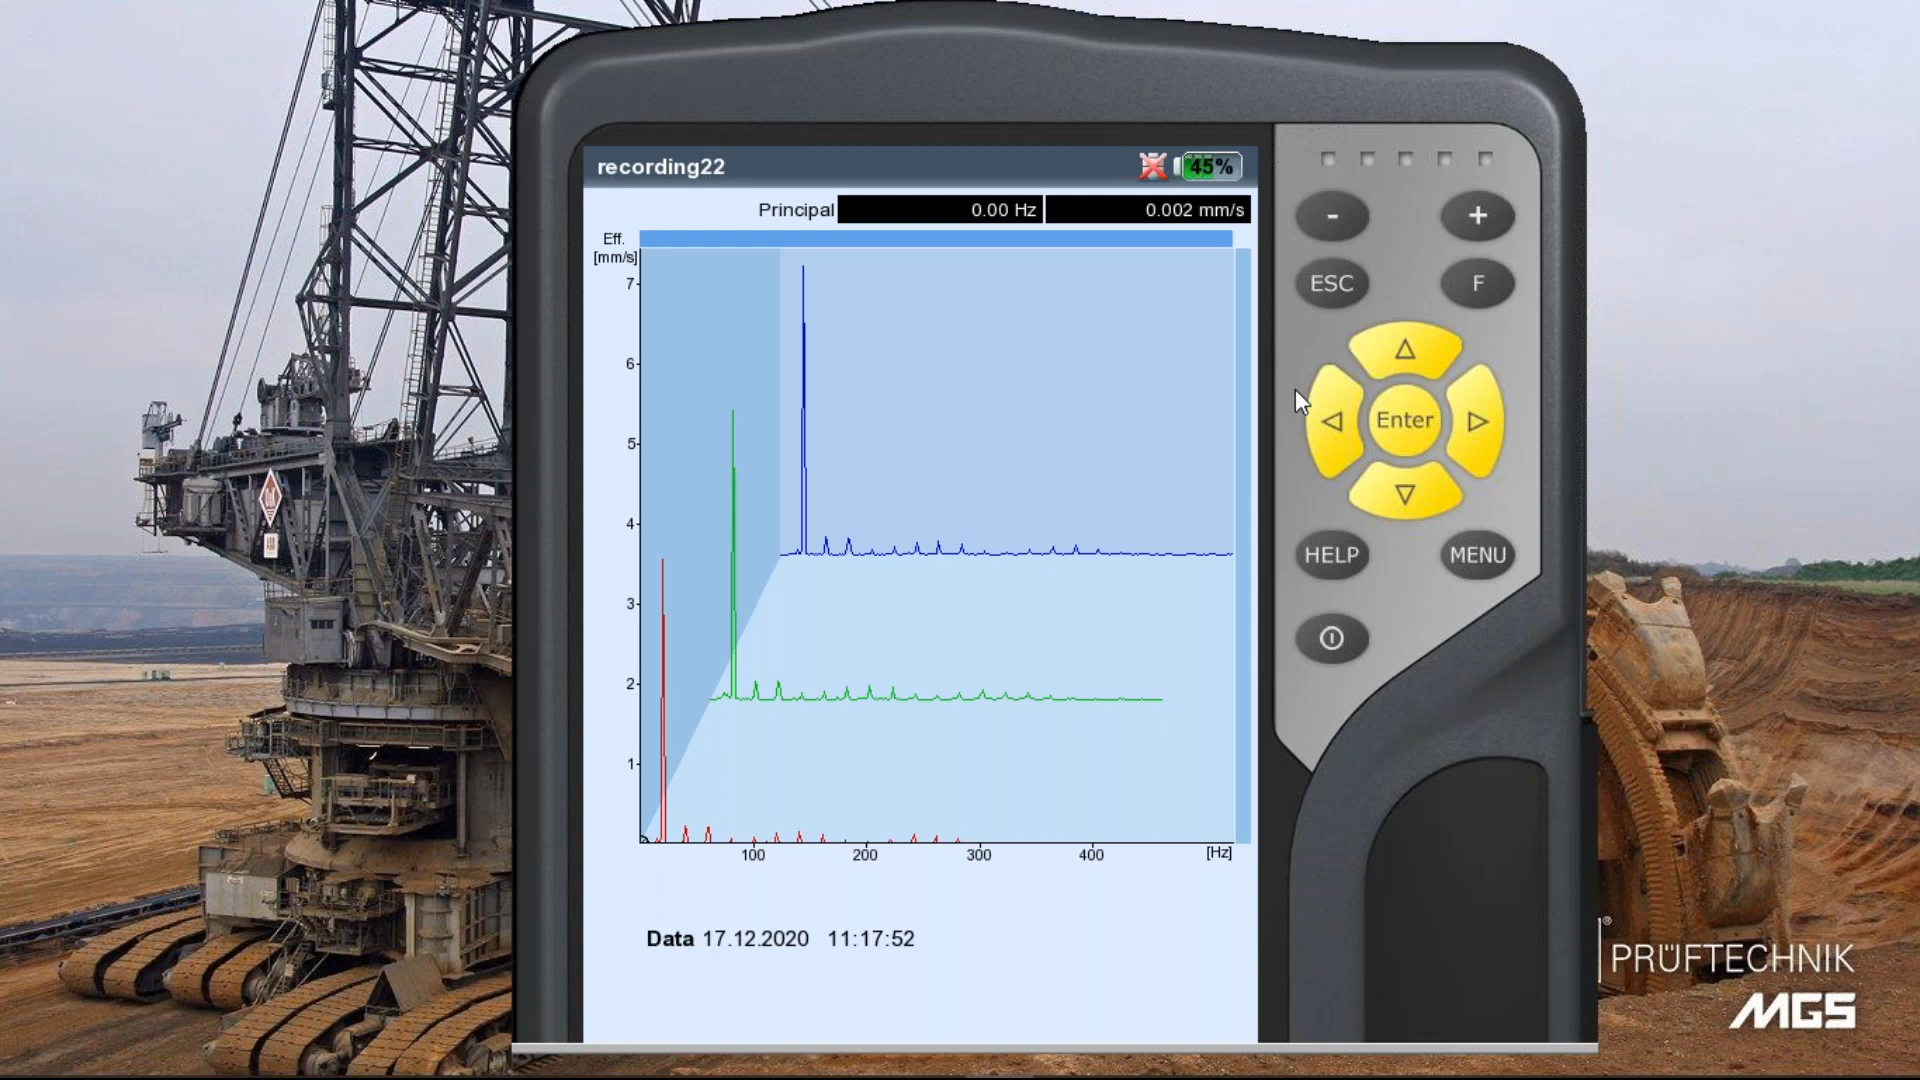 recording22
45%
Principal 0.00 Hz 0.002 mm/s
Eff.
[mm/s]
7
6
5
4
3
2
1
100 200 300 400 [Hz]
Data 17.12.2020 11:17:52
- +
ESC F
Enter
HELP MENU
PRÜFTECHNIK
MGS